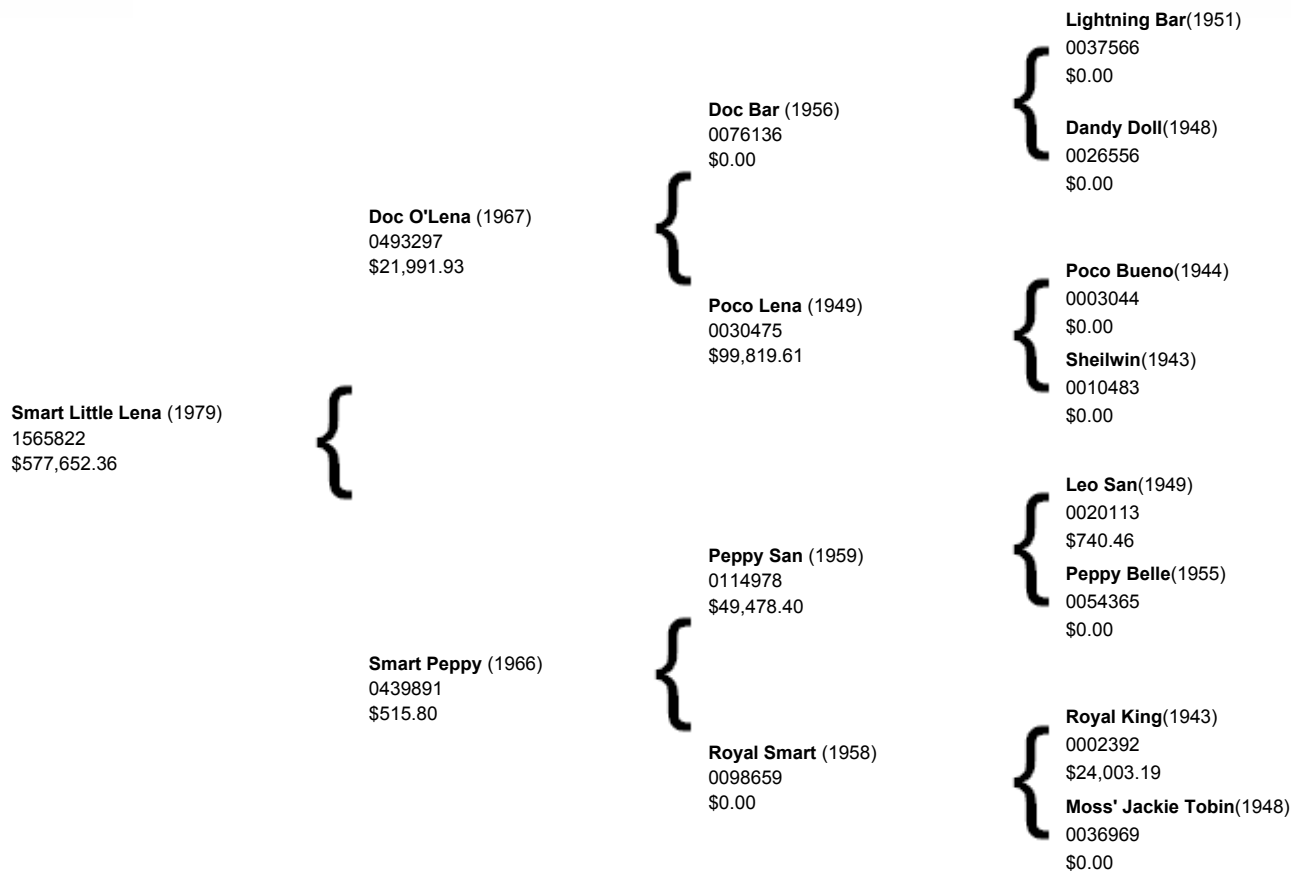 Lightning Bar(1951)
0037566
$0.00
Doc Bar (1956)
0076136
$0.00
Dandy Doll(1948)
0026556
$0.00
Doc O'Lena (1967)
0493297
$21,991.93
Poco Bueno(1944)
0003044
$0.00
Poco Lena (1949)
0030475
$99,819.61
Sheilwin(1943)
0010483
$0.00
Smart Little Lena (1979)
1565822
$577,652.36
Leo San(1949)
0020113
$740.46
Peppy San (1959)
0114978
$49,478.40
Peppy Belle(1955)
0054365
$0.00
Smart Peppy (1966)
0439891
$515.80
Royal King(1943)
0002392
$24,003.19
Royal Smart (1958)
0098659
$0.00
Moss' Jackie Tobin(1948)
0036969
$0.00